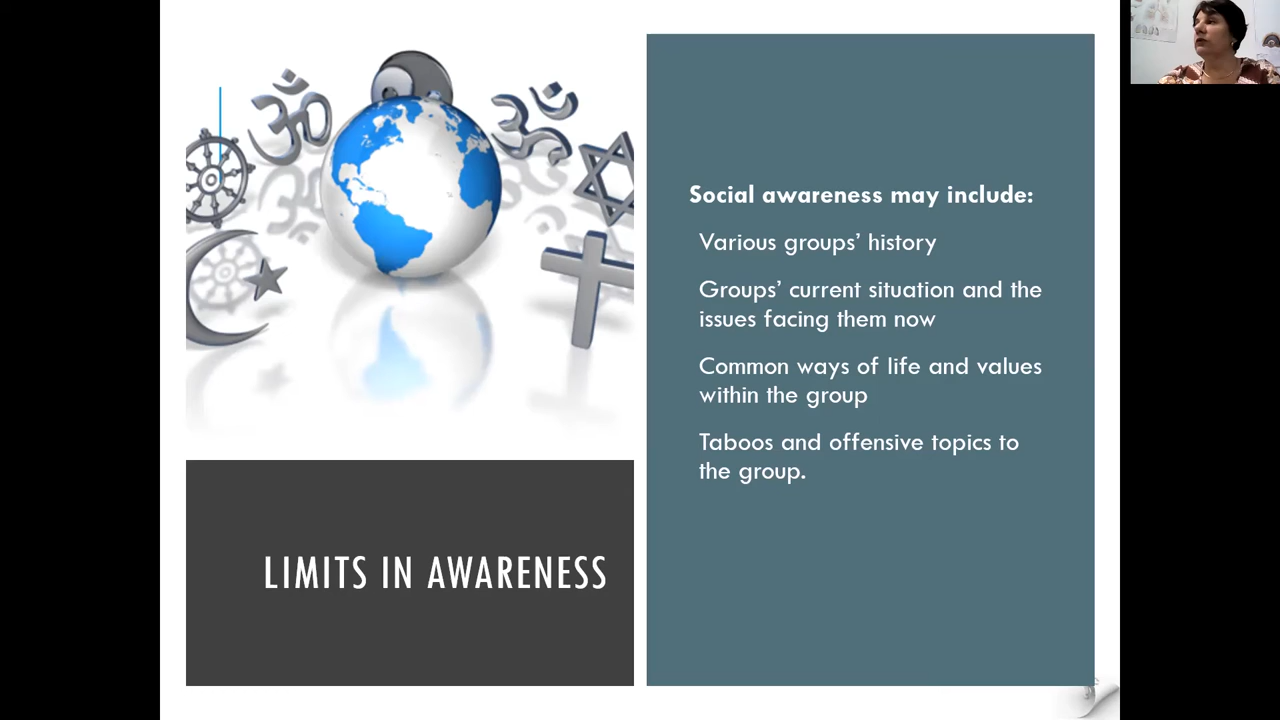 Social awareness may include:
Various groups’ history
Groups’ current situation and the
issues facing them now
Common ways of life and values
within the group
Taboos and offensive topics to
the group.
LIMITS IN AWARENESS